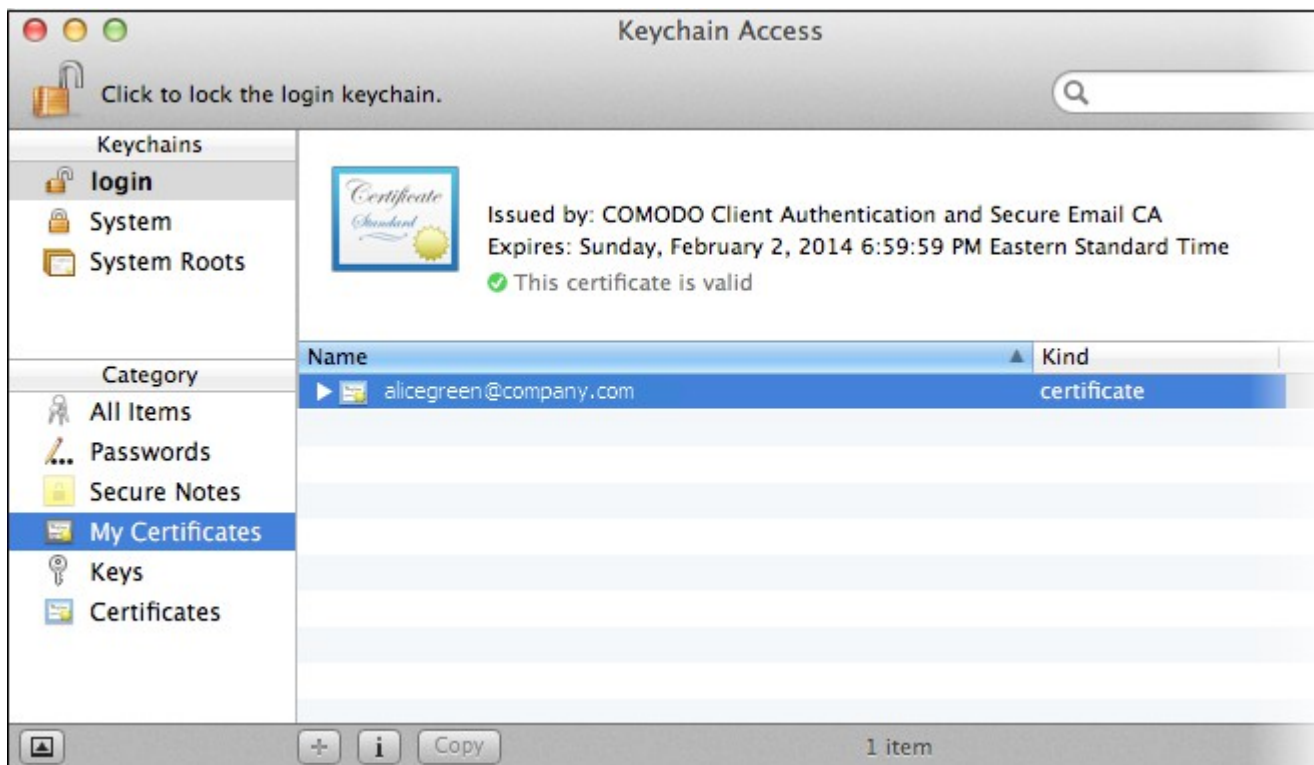 Keychain Access
Click to lock the login keychain.
Keychains
login
System
System Roots
Certificate
Standard
Issued by: COMODO Client Authentication and Secure Email CA
Expires: Sunday, February 2, 2014 6:59:59 PM Eastern Standard Time
This certificate is valid
Name Kind
alicegreen@company.com certificate
Category
All Items
Passwords
Secure Notes
My Certificates
Keys
Certificates
Copy
1 item